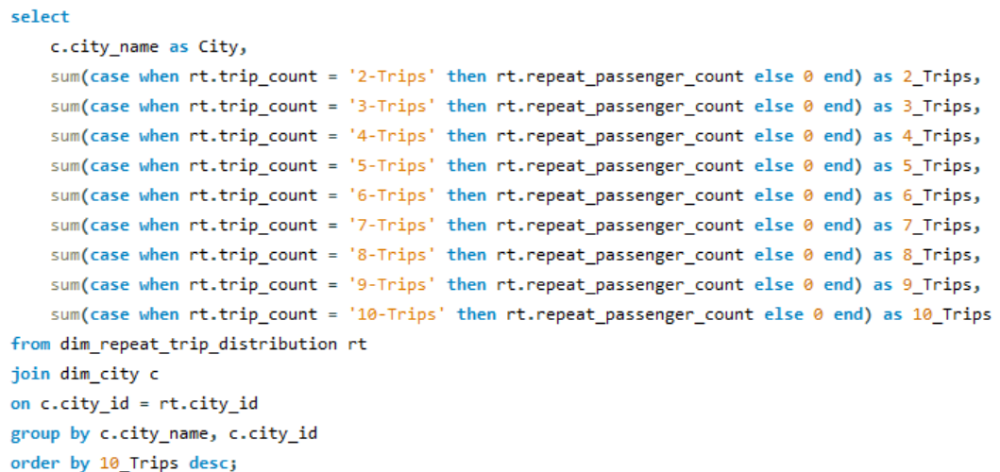 select
    c.city_name as City,
    sum(case when rt.trip_count = '2-Trips' then rt.repeat_passenger_count else 0 end) as 2_Trips,
    sum(case when rt.trip_count = '3-Trips' then rt.repeat_passenger_count else 0 end) as 3_Trips,
    sum(case when rt.trip_count = '4-Trips' then rt.repeat_passenger_count else 0 end) as 4_Trips,
    sum(case when rt.trip_count = '5-Trips' then rt.repeat_passenger_count else 0 end) as 5_Trips,
    sum(case when rt.trip_count = '6-Trips' then rt.repeat_passenger_count else 0 end) as 6_Trips,
    sum(case when rt.trip_count = '7-Trips' then rt.repeat_passenger_count else 0 end) as 7_Trips,
    sum(case when rt.trip_count = '8-Trips' then rt.repeat_passenger_count else 0 end) as 8_Trips,
    sum(case when rt.trip_count = '9-Trips' then rt.repeat_passenger_count else 0 end) as 9_Trips,
    sum(case when rt.trip_count = '10-Trips' then rt.repeat_passenger_count else 0 end) as 10_Trips
from dim_repeat_trip_distribution rt
join dim_city c
on c.city_id = rt.city_id
group by c.city_name, c.city_id
order by 10_Trips desc;